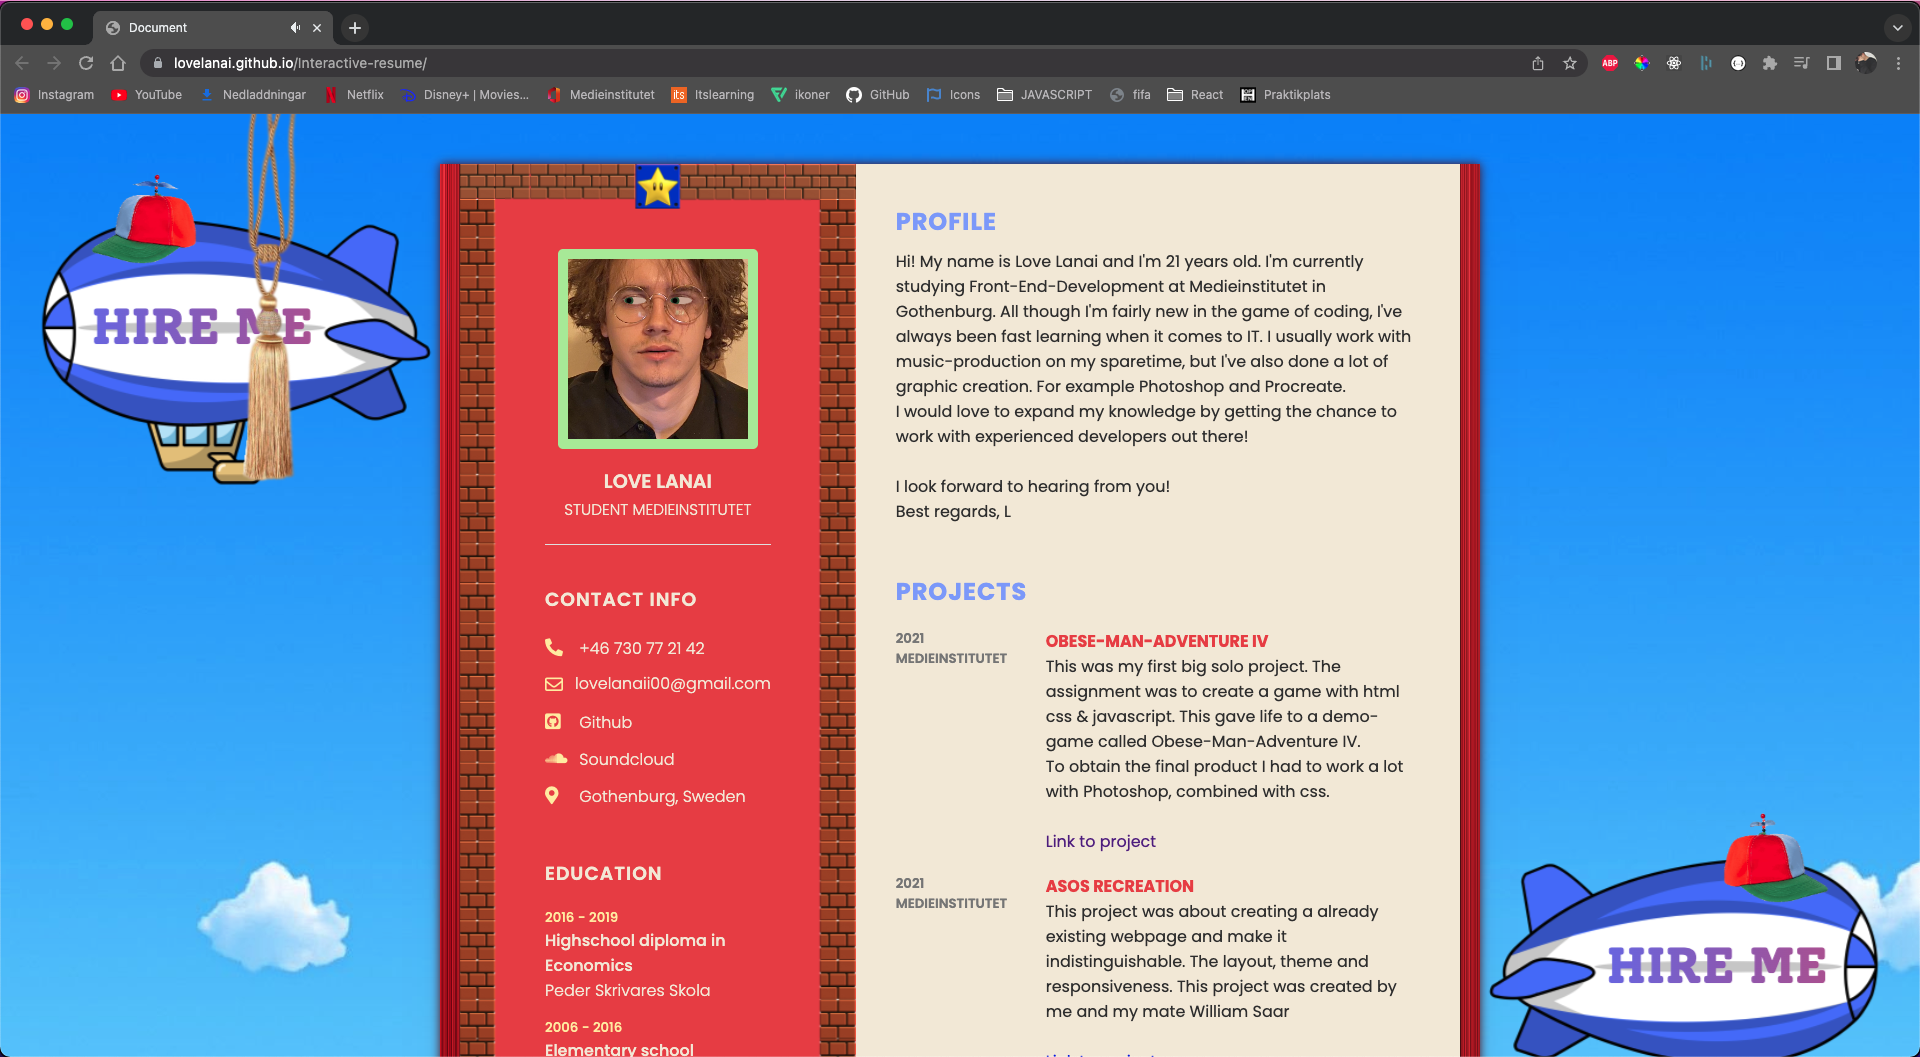 Document
lovelanai.github.io/Interactive-resume/
ABP
Instagram
YouTube
Nedladdningar
Netflix
Disney+ | Movies...
Medieinstitutet
its
Itslearning
ikoner
GitHub
Icons
JAVASCRIPT
fifa
React
Praktikplats
HIRE ME
LOVE LANAI
STUDENT MEDIEINSTITUTET
CONTACT INFO
+46 730 77 21 42
lovelanaii00@gmail.com
Github
Soundcloud
Gothenburg, Sweden
EDUCATION
2016 - 2019
Highschool diploma in
Economics
Peder Skrivares Skola
2006 - 2016
Elementary school
PROFILE
Hi! My name is Love Lanai and I'm 21 years old. I'm currently
studying Front-End-Development at Medieinstitutet in
Gothenburg. All though I'm fairly new in the game of coding, I've
always been fast learning when it comes to IT. I usually work with
music-production on my sparetime, but I've also done a lot of
graphic creation. For example Photoshop and Procreate.
I would love to expand my knowledge by getting the chance to
work with experienced developers out there!
I look forward to hearing from you!
Best regards, L
PROJECTS
2021
MEDIEINSTITUTET
OBESE-MAN-ADVENTURE IV
This was my first big solo project. The
assignment was to create a game with html
css & javascript. This gave life to a demo-
game called Obese-Man-Adventure IV.
To obtain the final product I had to work a lot
with Photoshop, combined with css.
Link to project
2021
MEDIEINSTITUTET
ASOS RECREATION
This project was about creating a already
existing webpage and make it
indistinguishable. The layout, theme and
responsiveness. This project was created by
me and my mate William Saar
HIRE ME